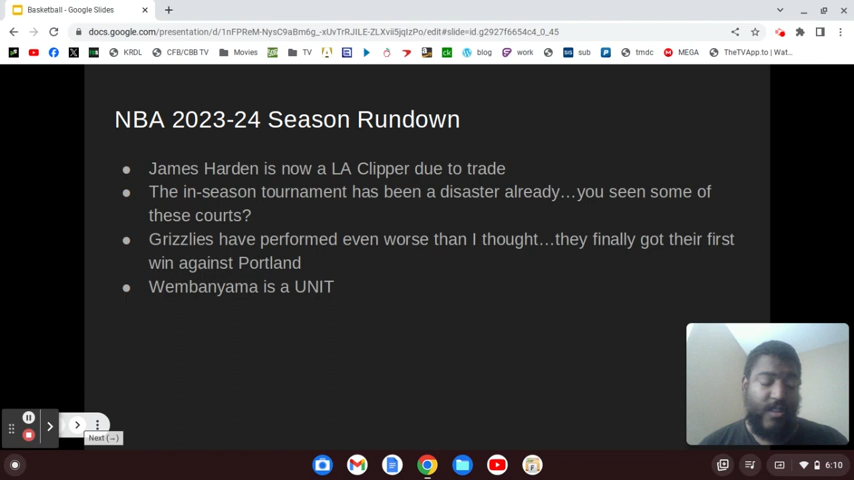 Basketball - Google Slides
docs.google.com/presentation/d/1nFPReM-NysC9aBm6g_-xUvTrRJILE-ZLXvii5jqIzPo/edit#slide=id.g2927f6654c4_0_45
KRDL
CFB/CBB TV
Movies
TV
blog
work
sub
tmdc
MEGA
TheTVApp.to | Wat...
NBA 2023-24 Season Rundown
● James Harden is now a LA Clipper due to trade
● The in-season tournament has been a disaster already…you seen some of
these courts?
● Grizzlies have performed even worse than I thought…they finally got their first
win against Portland
● Wembanyama is a UNIT
Next (→)
6:10